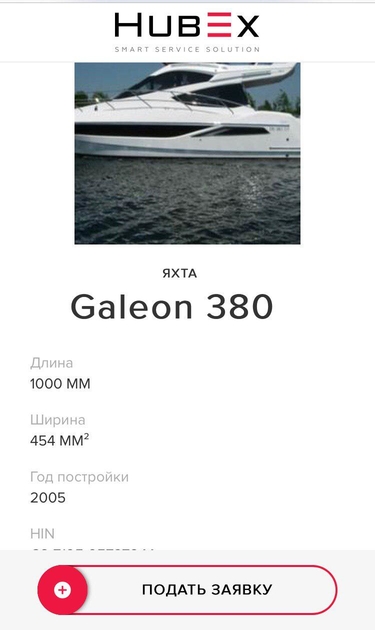 HUBEX
SMART SERVICE SOLUTION
ЯХТА
Galeon 380
Длина
1000 ММ
Ширина
454 ММ²
Год постройки
2005
HIN
ПОДАТЬ ЗАЯВКУ